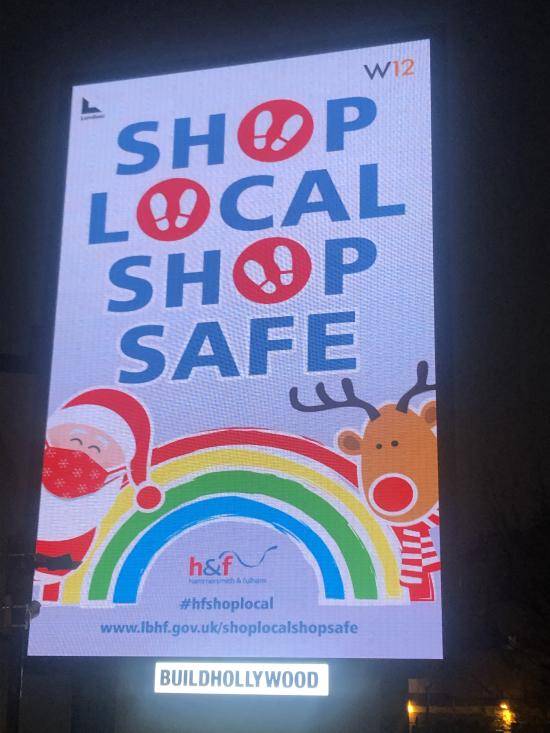 W12
SHOP
LOCAL
SHOP
SAFE
h&f
hammersmith & fulham
#hfshoplocal
www.lbhf.gov.uk/shoplocalshopsafe
BUILDHOLLYWOOD